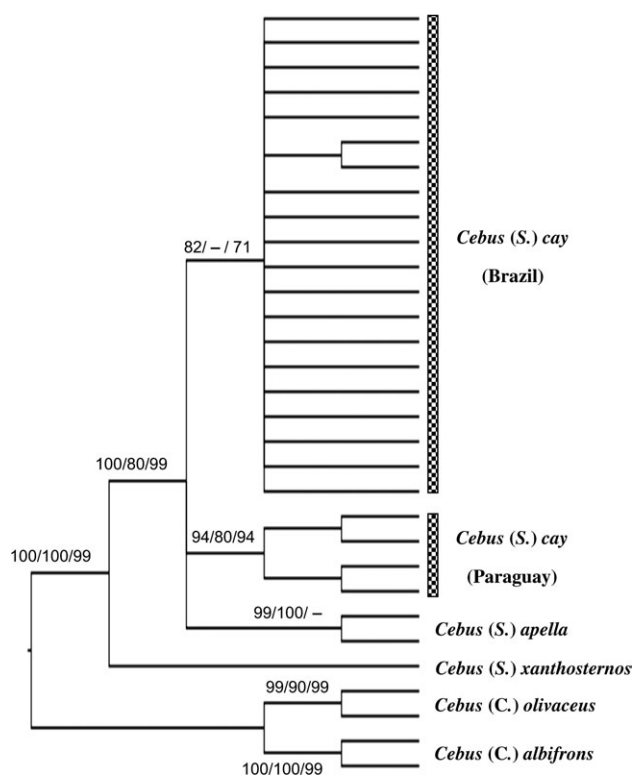 82/ – / 71
Cebus (S.) cay
(Brazil)
100/80/99
94/80/94
Cebus (S.) cay
(Paraguay)
100/100/99
99/100/ –
Cebus (S.) apella
Cebus (S.) xanthosternos
99/90/99
Cebus (C.) olivaceus
Cebus (C.) albifrons
100/100/99